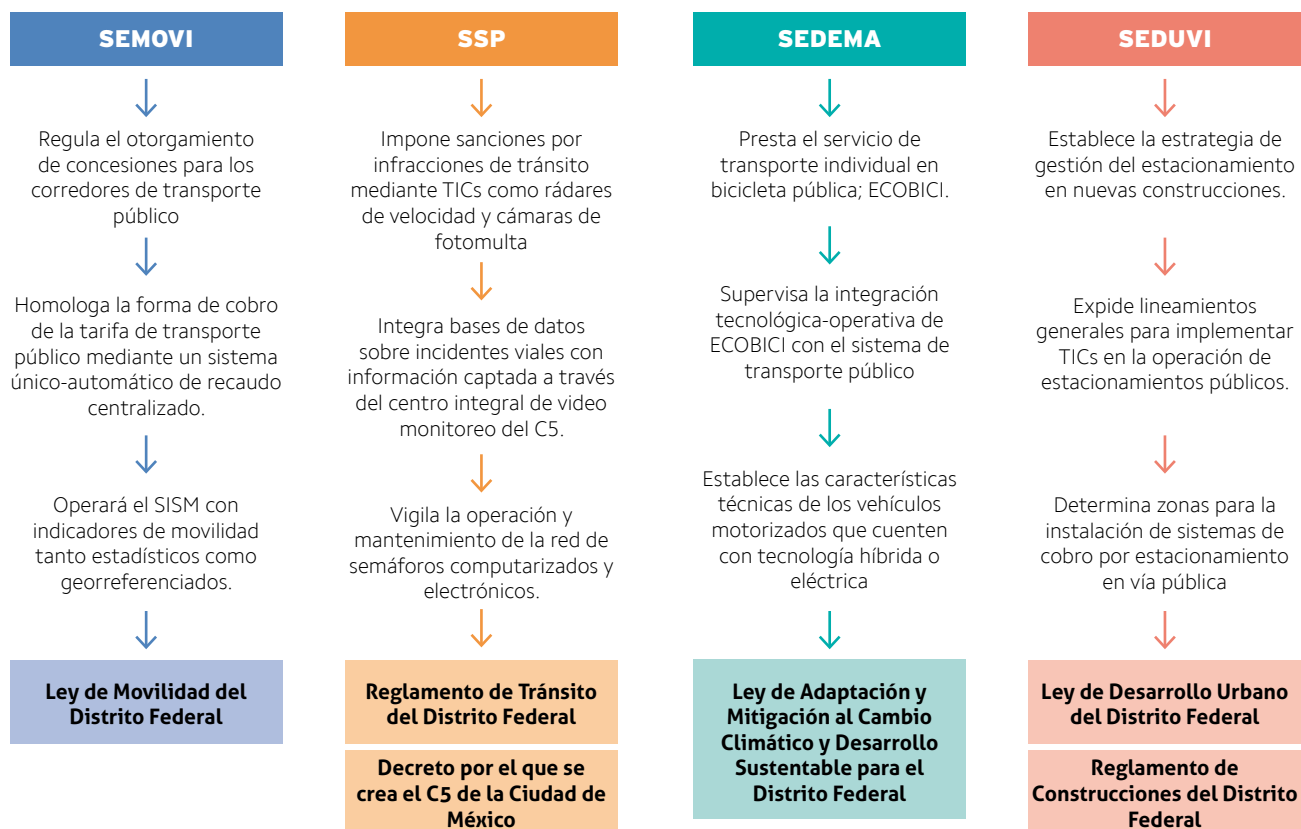 SEMOVI
Regula el otorgamiento
de concesiones para los
corredores de transporte
público
Homologa la forma de cobro
de la tarifa de transporte
público mediante un sistema
único-automático de recaudo
centralizado.
Operará el SISM con
indicadores de movilidad
tanto estadísticos como
georreferenciados.
Ley de Movilidad del
Distrito Federal
SSP
Impone sanciones por
infracciones de tránsito
mediante TICs como rádares
de velocidad y cámaras de
fotomulta
Integra bases de datos
sobre incidentes viales con
información captada a través
del centro integral de video
monitoreo del C5.
Vigila la operación y
mantenimiento de la red de
semáforos computarizados y
electrónicos.
Reglamento de Tránsito
del Distrito Federal
Decreto por el que se
crea el C5 de la Ciudad de
México
SEDEMA
Presta el servicio de
transporte individual en
bicicleta pública; ECOBICI.
Supervisa la integración
tecnológica-operativa de
ECOBICI con el sistema de
transporte público
Establece las características
técnicas de los vehículos
motorizados que cuenten
con tecnología híbrida o
eléctrica
Ley de Adaptación y
Mitigación al Cambio
Climático y Desarrollo
Sustentable para el
Distrito Federal
SEDUVI
Establece la estrategia de
gestión del estacionamiento
en nuevas construcciones.
Expide lineamientos
generales para implementar
TICs en la operación de
estacionamientos públicos.
Determina zonas para la
instalación de sistemas de
cobro por estacionamiento
en vía pública
Ley de Desarrollo Urbano
del Distrito Federal
Reglamento de
Construcciones del Distrito
Federal